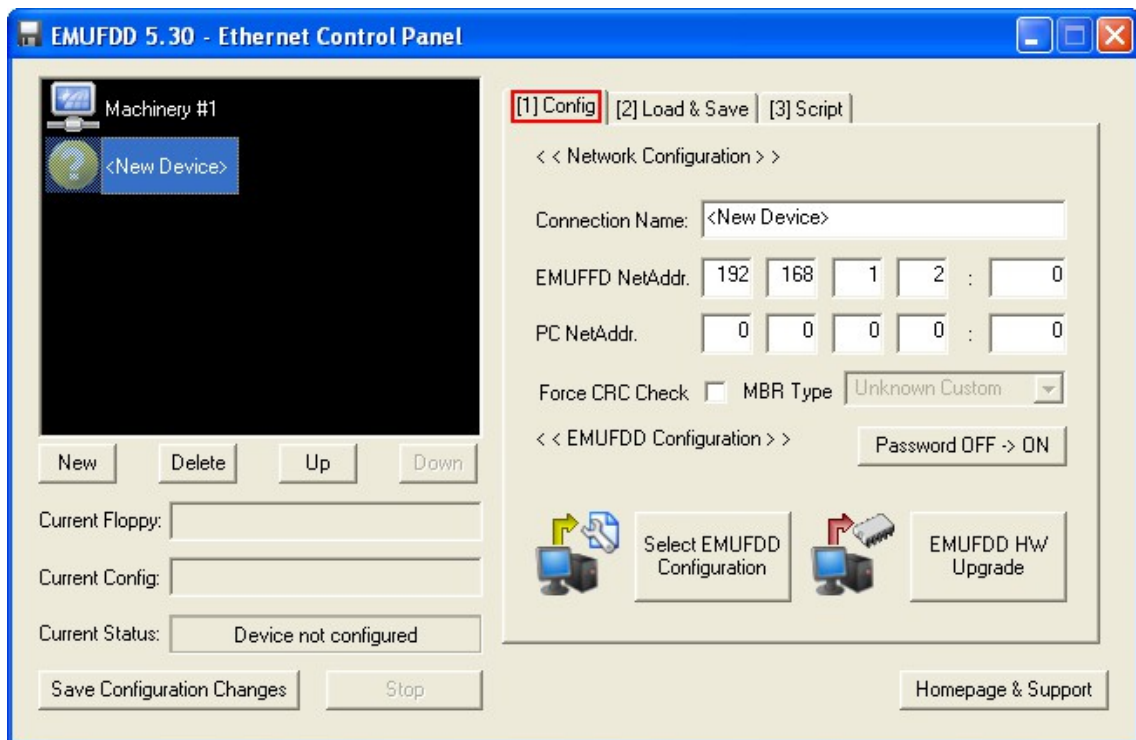 EMUFDD 5.30 - Ethernet Control Panel
Machinery #1
<New Device>
New
Delete
Up
Down
Current Floppy:
Current Config:
Current Status:
Device not configured
Save Configuration Changes
Stop
[1] Config
[2] Load & Save
[3] Script
< < Network Configuration > >
Connection Name:
<New Device>
EMUFFD NetAddr.
192 168 1 2 : 0
PC NetAddr.
0 0 0 0 : 0
Force CRC Check
MBR Type
Unknown Custom
< < EMUFDD Configuration > >
Password OFF -> ON
Select EMUFDD
Configuration
EMUFDD HW
Upgrade
Homepage & Support